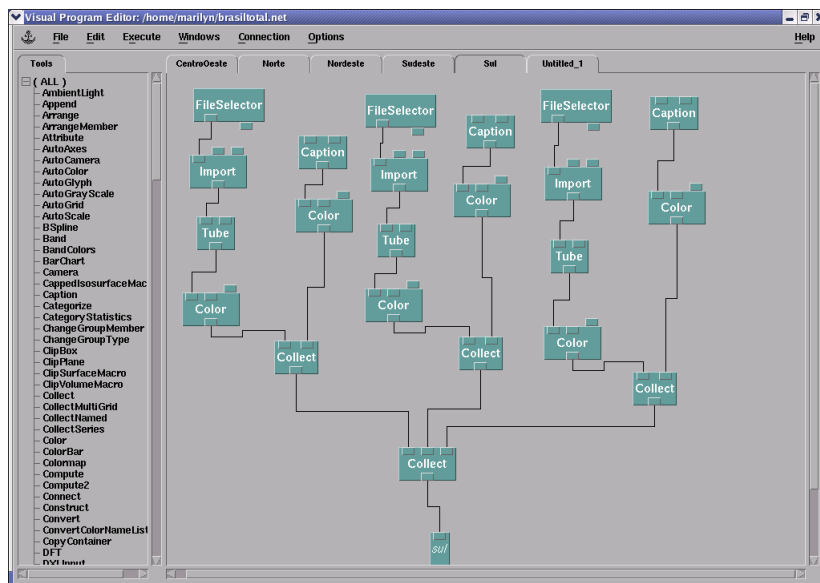 Visual Program Editor: /home/marilyn/brasiltotal.net
File Edit Execute Windows Connection Options Help
Tools
CentroOeste Norte Nordeste Sudeste Sul Untitled_1
( ALL )
AmbientLight
Append
Arrange
ArrangeMember
Attribute
AutoAxes
AutoCamera
AutoColor
AutoGlyph
AutoGrayScale
AutoGrid
AutoScale
BSpline
Band
BandColors
BarChart
Camera
CappedIsosurfaceMac
Caption
Categorize
CategoryStatistics
ChangeGroupMember
ChangeGroupType
ClipBox
ClipPlane
ClipSurfaceMacro
ClipVolumeMacro
Collect
CollectMultiGrid
CollectNamed
CollectSeries
Color
ColorBar
Colormap
Compute
Compute2
Connect
Construct
Convert
ConvertColorNameList
CopyContainer
DFT
DXLInput
FileSelector
FileSelector
FileSelector
Caption
Caption
Caption
Import
Import
Import
Color
Color
Color
Tube
Tube
Tube
Color
Color
Color
Collect
Collect
Collect
Collect
sul